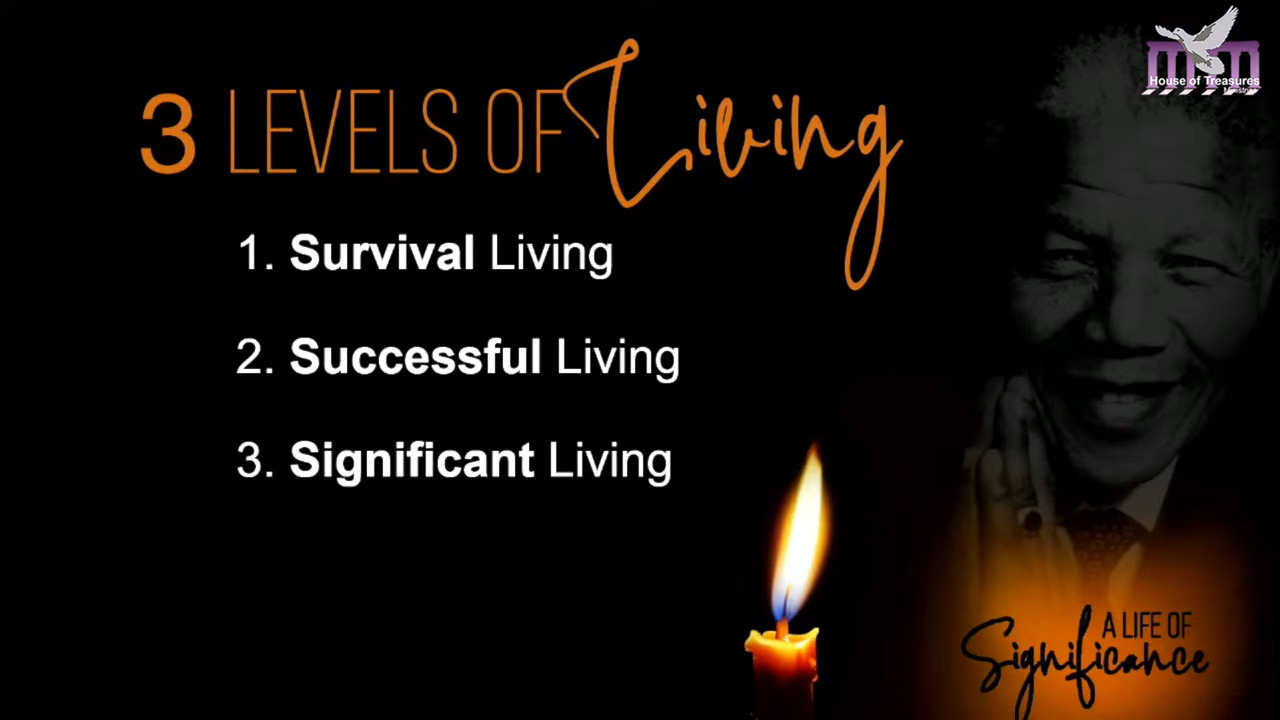 3 LEVELS OF Living
1. Survival Living
2. Successful Living
3. Significant Living
House of Treasures
Ministries
A LIFE OF
Significance